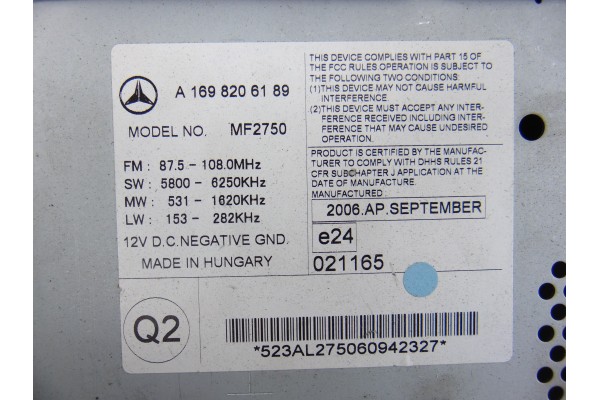 A 169 820 61 89
MODEL NO. MF2750
FM : 87.5 - 108.0MHz
SW : 5800 - 6250KHz
MW : 531 - 1620KHz
LW : 153 - 282KHz
12V D.C.NEGATIVE GND.
MADE IN HUNGARY
THIS DEVICE COMPLIES WITH PART 15 OF
THE FCC RULES OPERATION IS SUBJECT TO
THE FOLLOWING TWO CONDITIONS:
(1)THIS DEVICE MAY NOT CAUSE HARMFUL
INTERFERENCE.
(2)THIS DEVICE MUST ACCEPT ANY INTER-
FERENCE RECEIVED INCLUDING INTERFER-
ENCE THAT MAY CAUSE UNDESIRED
OPERATION.
PRODUCT IS CERTIFIED BY THE MANUFAC-
TURER TO COMPLY WITH DHHS RULES 21
CFR SUBCHAPTER J APPLICATION AT THE
DATE OF MANUFACTURE.
MANUFACTURED :
2006.AP.SEPTEMBER
e24
021165
Q2
*523AL275060942327*